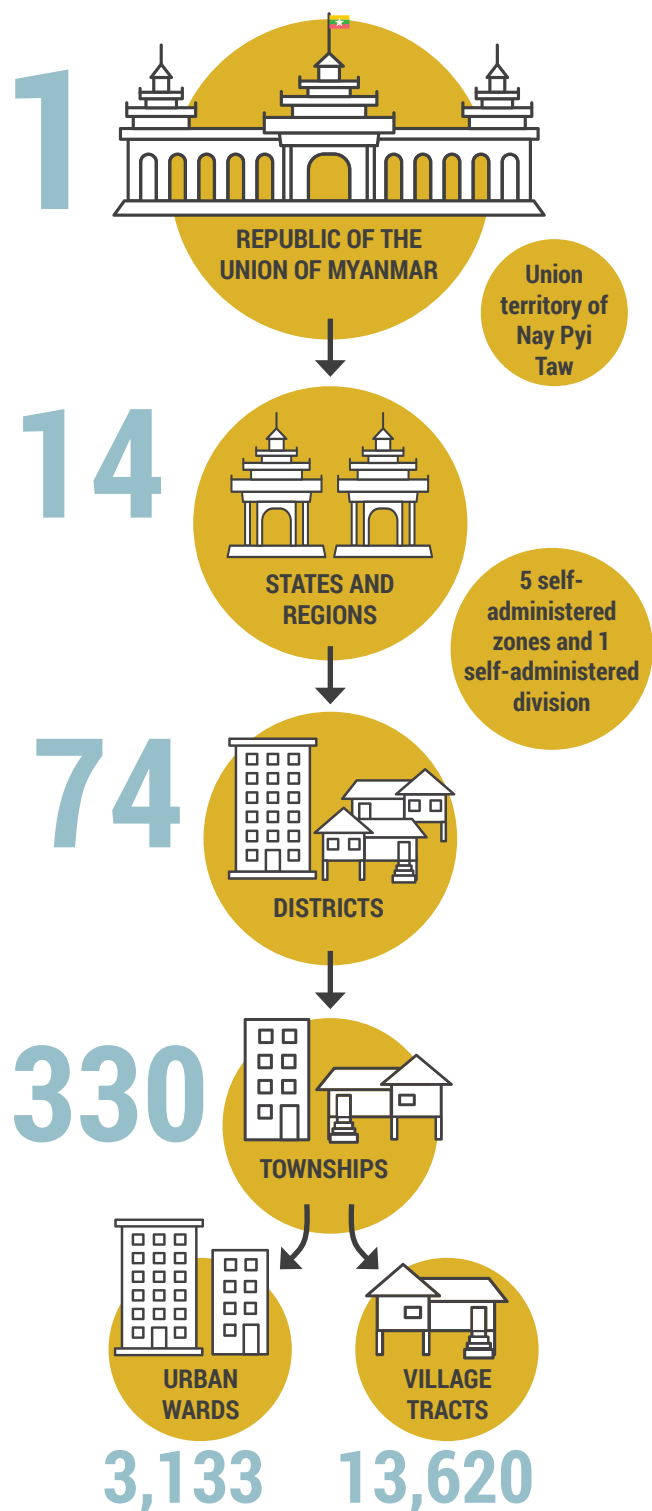 1
REPUBLIC OF THE
UNION OF MYANMAR
Union
territory of
Nay Pyi
Taw
14
STATES AND
REGIONS
5 self-
administered
zones and 1
self-administered
division
74
DISTRICTS
330
TOWNSHIPS
URBAN
WARDS
3,133
VILLAGE
TRACTS
13,620